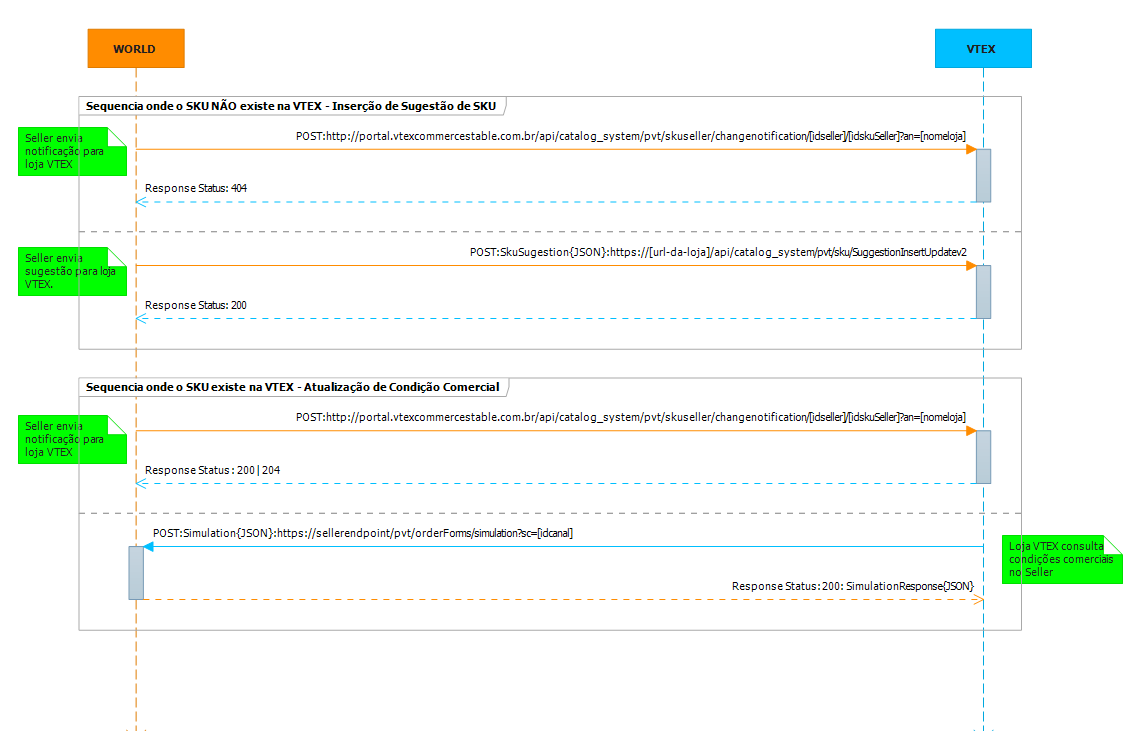 WORLD
VTEX
Sequencia onde o SKU NÃO existe na VTEX - Inserção de Sugestão de SKU
Seller envia
notificação para
loja VTEX
POST:http://portal.vtexcommercestable.com.br/api/catalog_system/pvt/skuseller/changenotification/[idseller]/[idskuSeller]?an=[nomeloja]
Response Status: 404
Seller envia
sugestão para loja
VTEX.
POST:SkuSugestion{JSON}:https://[url-da-loja]/api/catalog_system/pvt/sku/SuggestionInsertUpdatev2
Response Status: 200
Sequencia onde o SKU existe na VTEX - Atualização de Condição Comercial
Seller envia
notificação para
loja VTEX
POST:http://portal.vtexcommercestable.com.br/api/catalog_system/pvt/skuseller/changenotification/[idseller]/[idskuSeller]?an=[nomeloja]
Response Status : 200|204
POST:Simulation{JSON}:https://sellerendpoint/pvt/orderForms/simulation?sc=[idcanal]
Loja VTEX consulta
condições comerciais
no Seller
Response Status: 200: SimulationResponse{JSON}